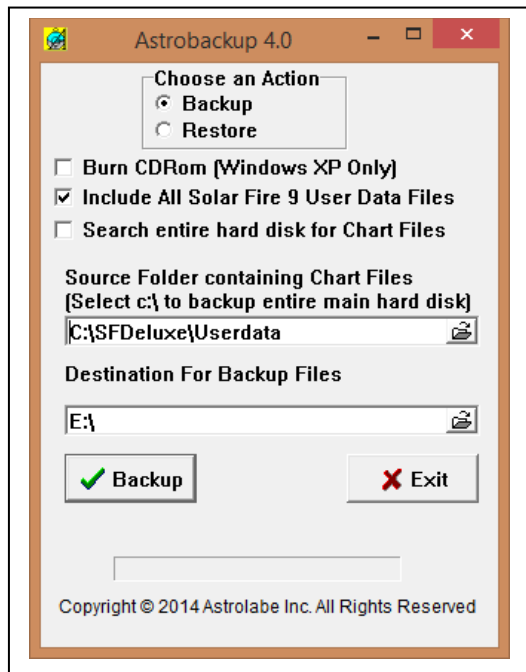 Astrobackup 4.0
Choose an Action
Backup
Restore
Burn CDRom (Windows XP Only)
Include All Solar Fire 9 User Data Files
Search entire hard disk for Chart Files
Source Folder containing Chart Files
(Select c:\ to backup entire main hard disk)
C:\SFDeluxe\Userdata
Destination For Backup Files
E:\
Backup
Exit
Copyright © 2014 Astrolabe Inc. All Rights Reserved